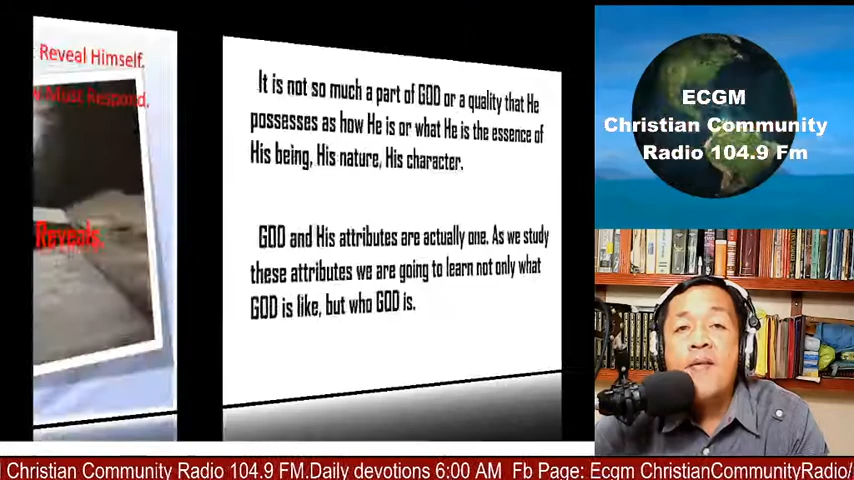 Reveal Himself.
Must Respond.
Reveals.
It is not so much a part of GOD or a quality that He
possesses as how He is or what He is the essence of
His being, His nature, His character.
GOD and His attributes are actually one. As we study
these attributes we are going to learn not only what
GOD is like, but who GOD is.
ECGM
Christian Community
Radio 104.9 Fm
Christian Community Radio 104.9 FM.Daily devotions 6:00 AM Fb Page: Ecgm ChristianCommunityRadio/